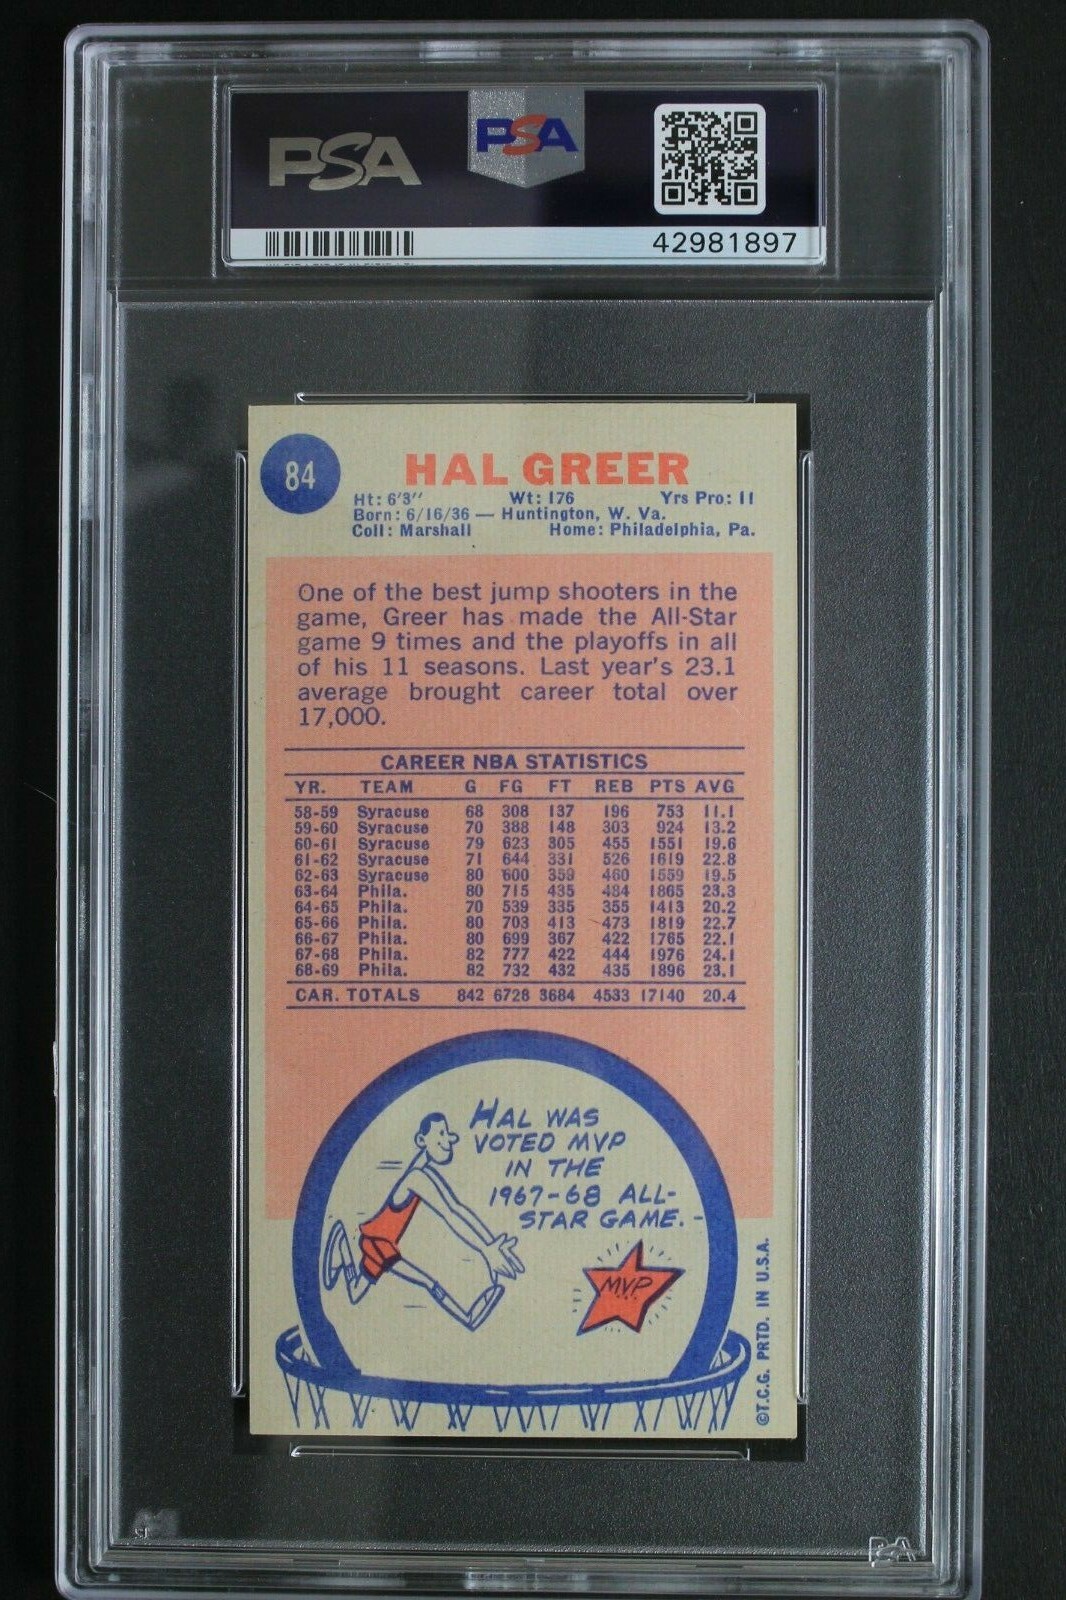 PSA
PSA
42981897
84
HAL GREER
Ht: 6'3" Wt: 176 Yrs Pro: 11
Born: 6/16/36 — Huntington, W. Va.
Coll: Marshall Home: Philadelphia, Pa.
One of the best jump shooters in the
game, Greer has made the All-Star
game 9 times and the playoffs in all
of his 11 seasons. Last year's 23.1
average brought career total over
17,000.
CAREER NBA STATISTICS
YR. TEAM G FG FT REB PTS AVG
58-59 Syracuse 68 308 137 196 753 11.1
59-60 Syracuse 70 388 148 303 924 13.2
60-61 Syracuse 79 623 305 455 1551 19.6
61-62 Syracuse 71 644 331 526 1619 22.8
62-63 Syracuse 80 600 359 460 1559 19.5
63-64 Phila. 80 715 435 484 1865 23.3
64-65 Phila. 70 539 335 355 1413 20.2
65-66 Phila. 80 703 413 473 1819 22.7
66-67 Phila. 80 699 367 422 1765 22.1
67-68 Phila. 82 777 422 444 1976 24.1
68-69 Phila. 82 732 432 435 1896 23.1
CAR. TOTALS 842 6728 3684 4533 17140 20.4
HAL WAS
VOTED MVP
IN THE
1967-68 ALL-
STAR GAME.-
M.V.P.
©T.C.G. PRTD. IN U.S.A.
PSA